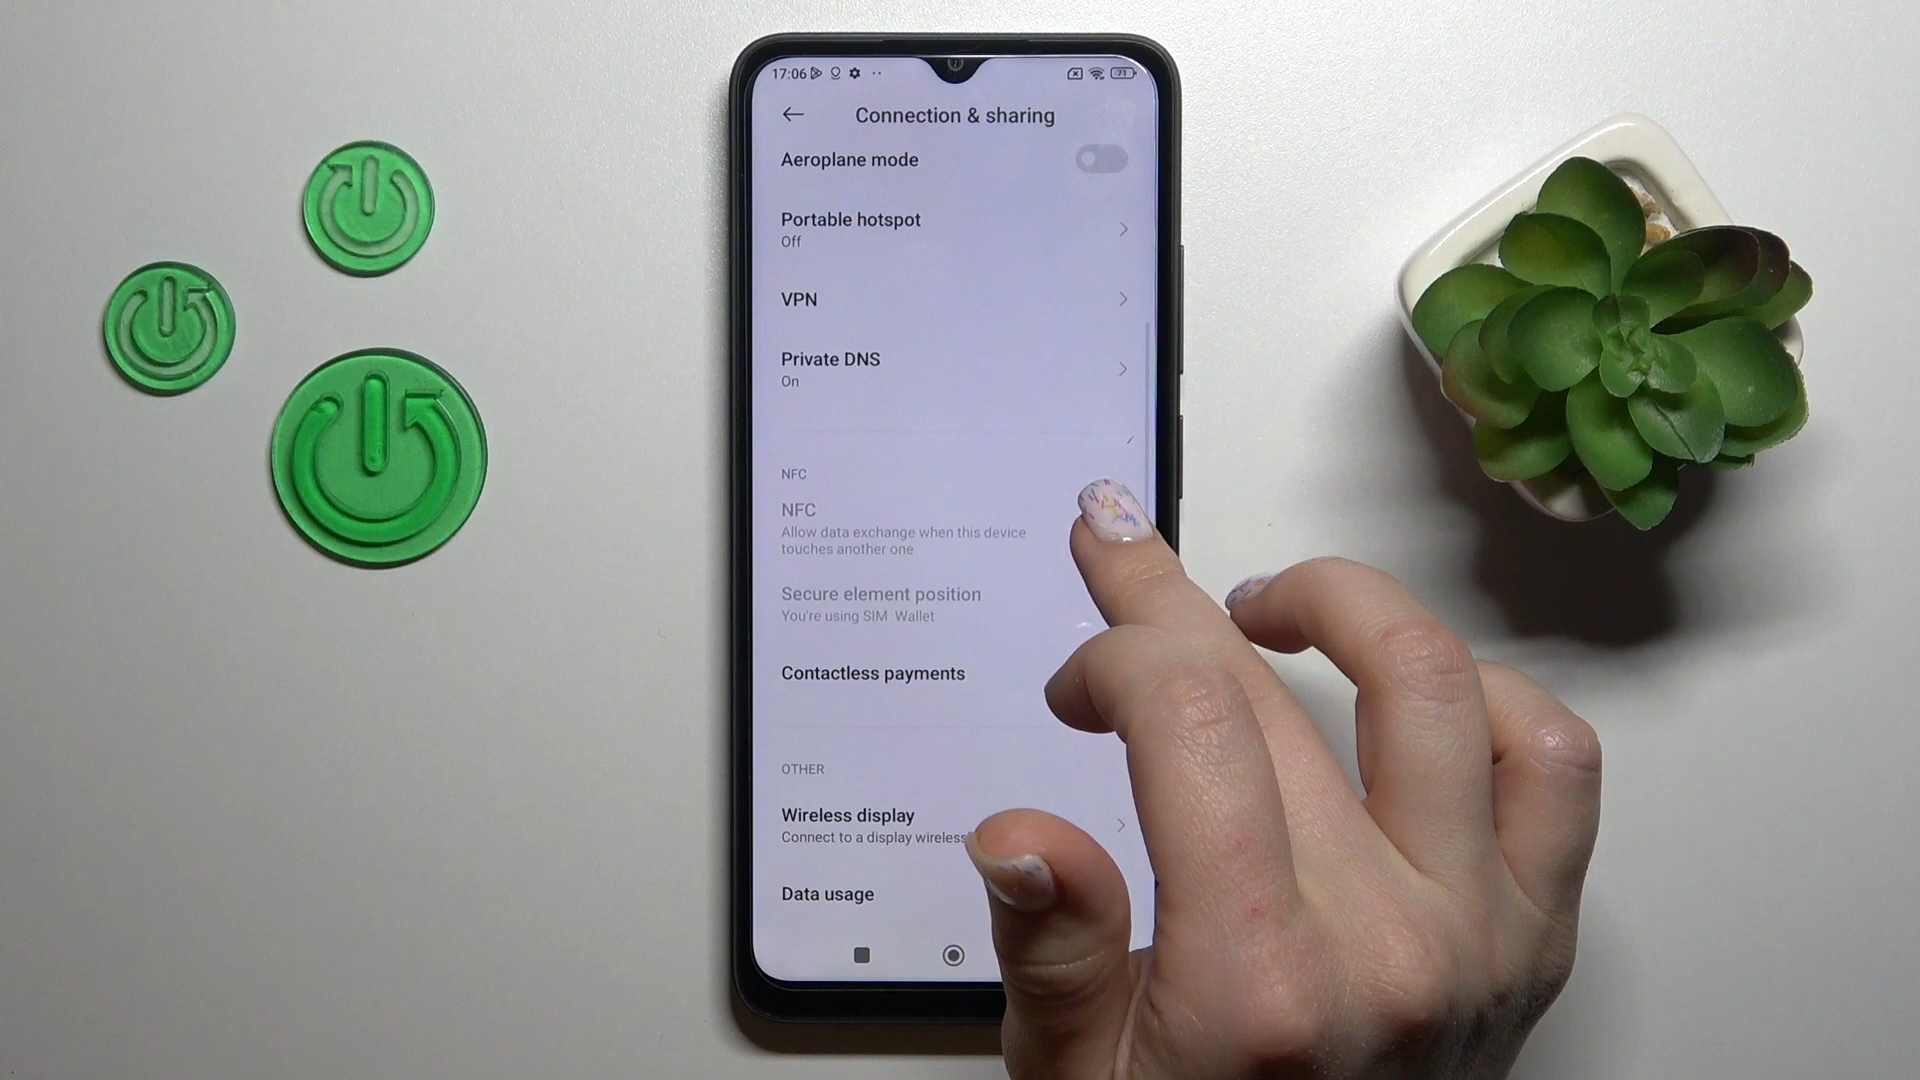 17:06
73
Connection & sharing
Aeroplane mode
Portable hotspot
Off
VPN
Private DNS
On
NFC
NFC
Allow data exchange when this device
touches another one
Secure element position
You're using SIM Wallet
Contactless payments
OTHER
Wireless display
Connect to a display
Data usage